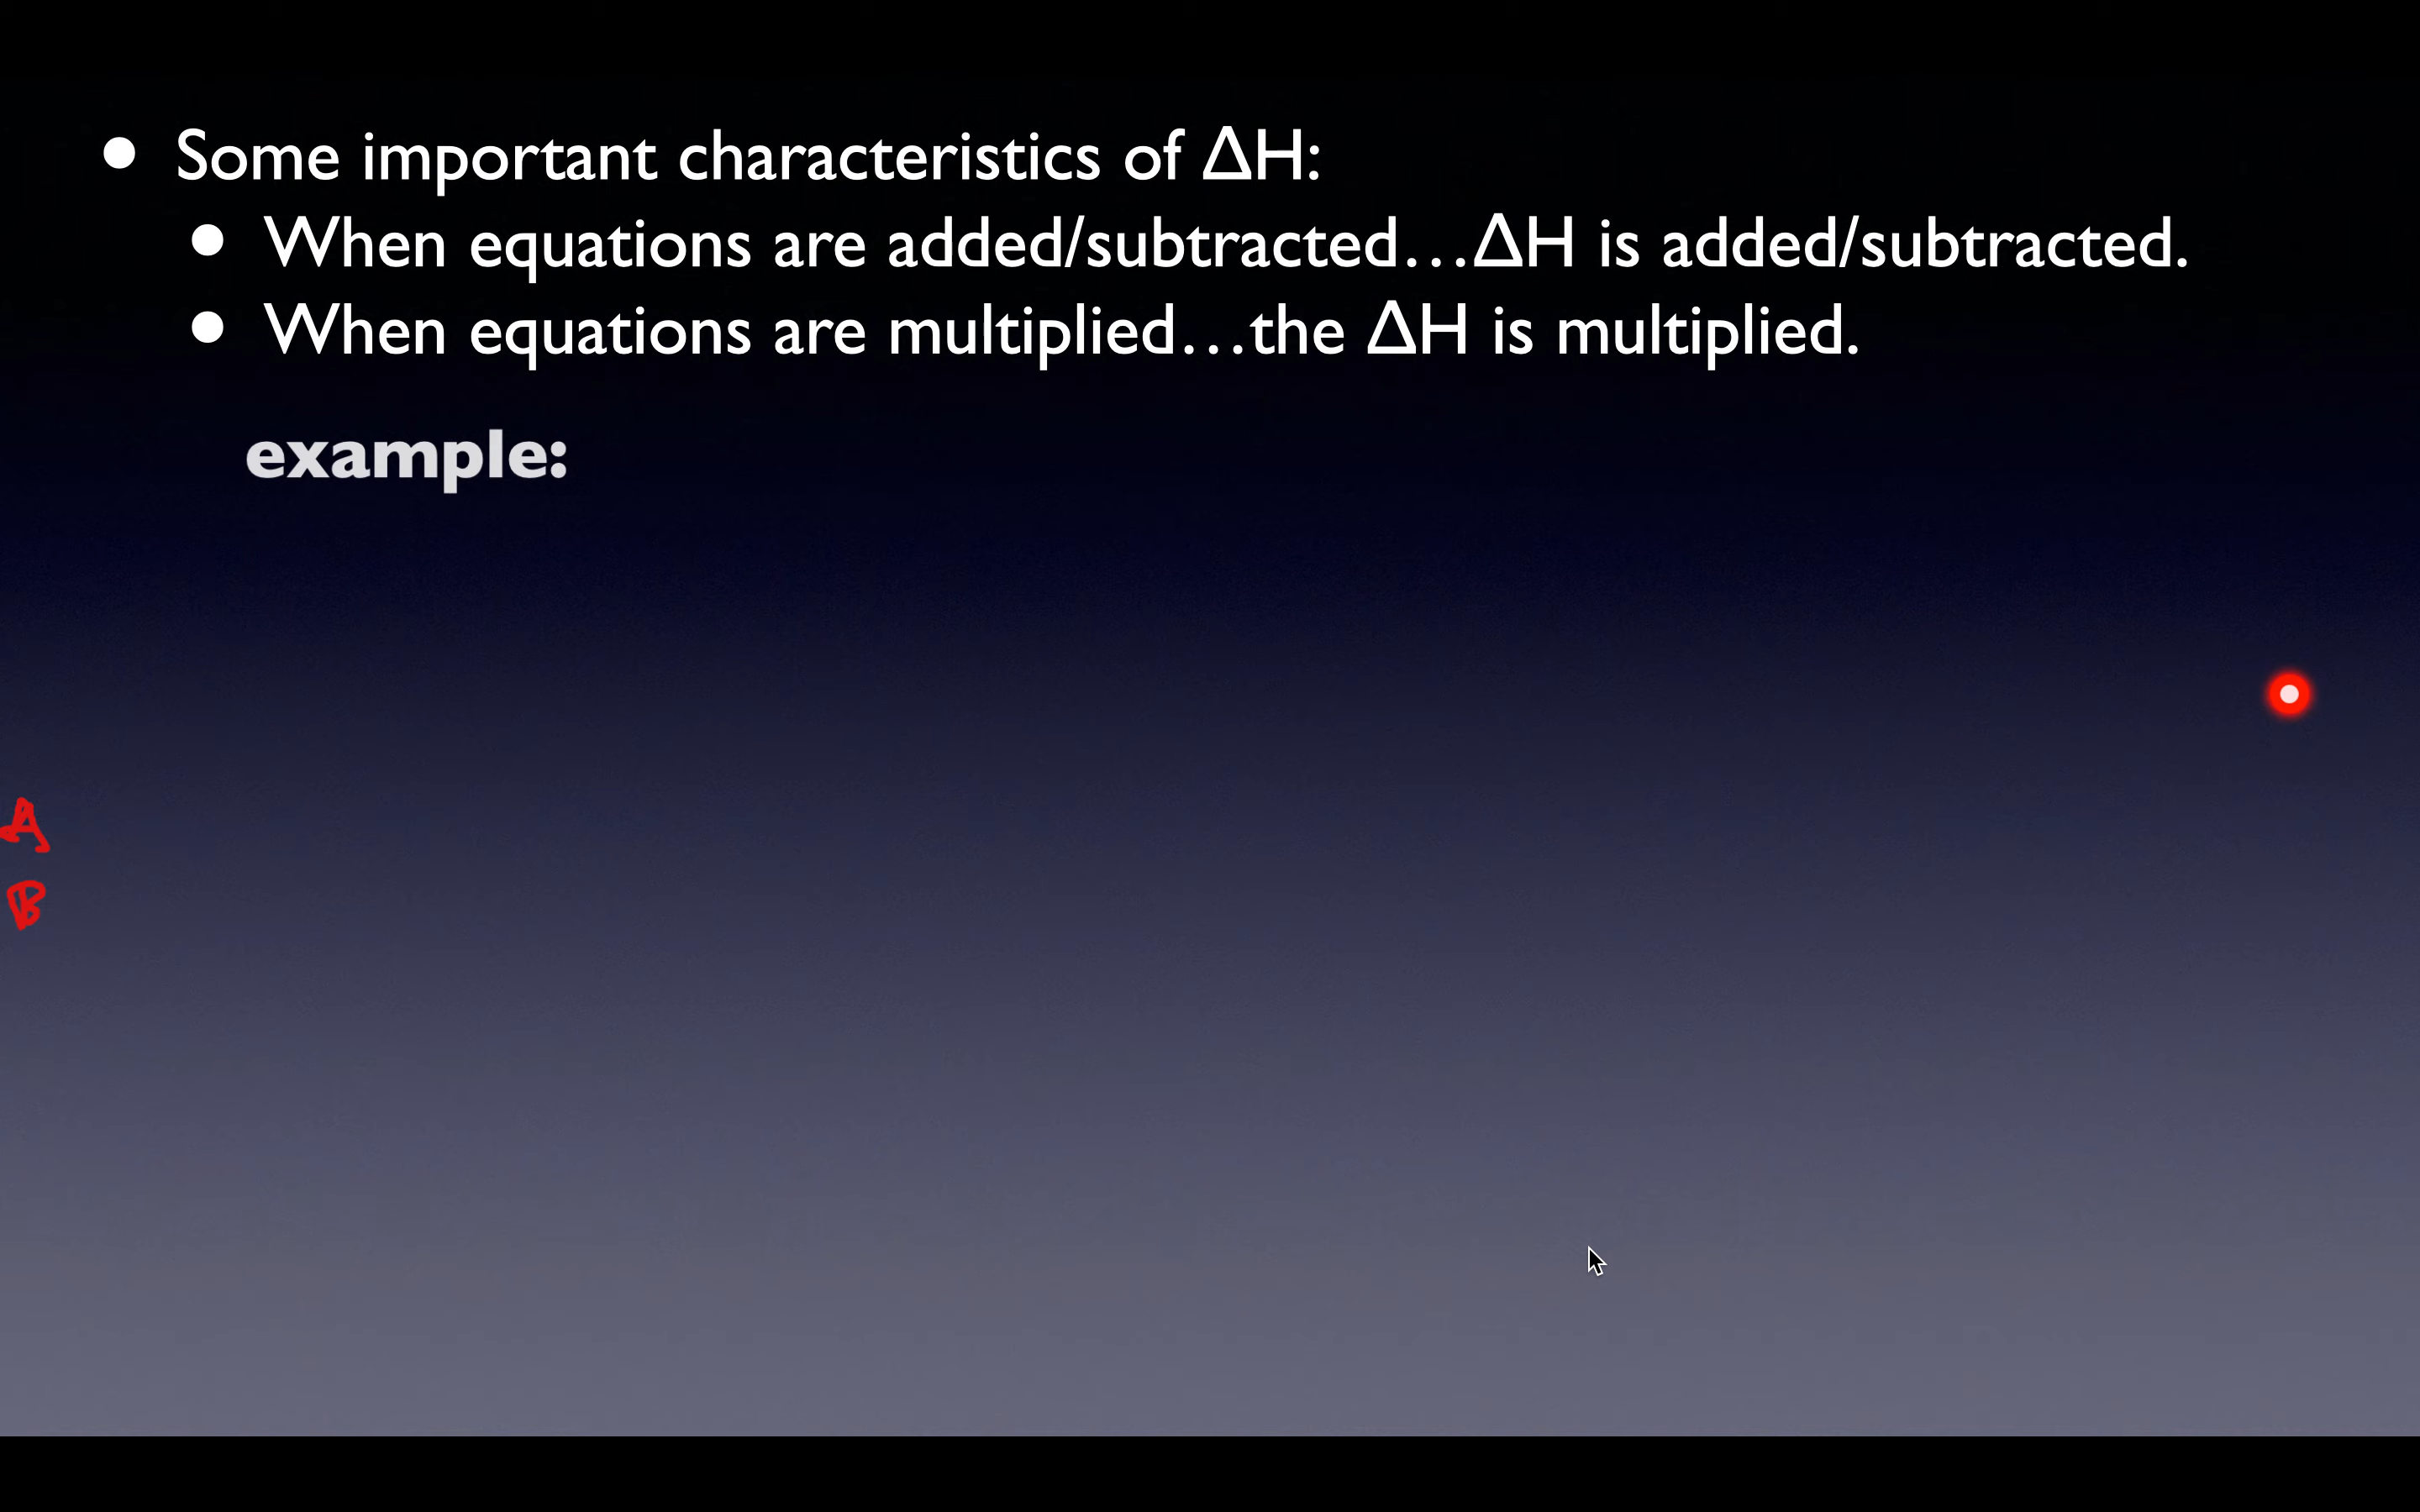 • Some important characteristics of ΔH:
• When equations are added/subtracted…ΔH is added/subtracted.
• When equations are multiplied…the ΔH is multiplied.
example:
A
B